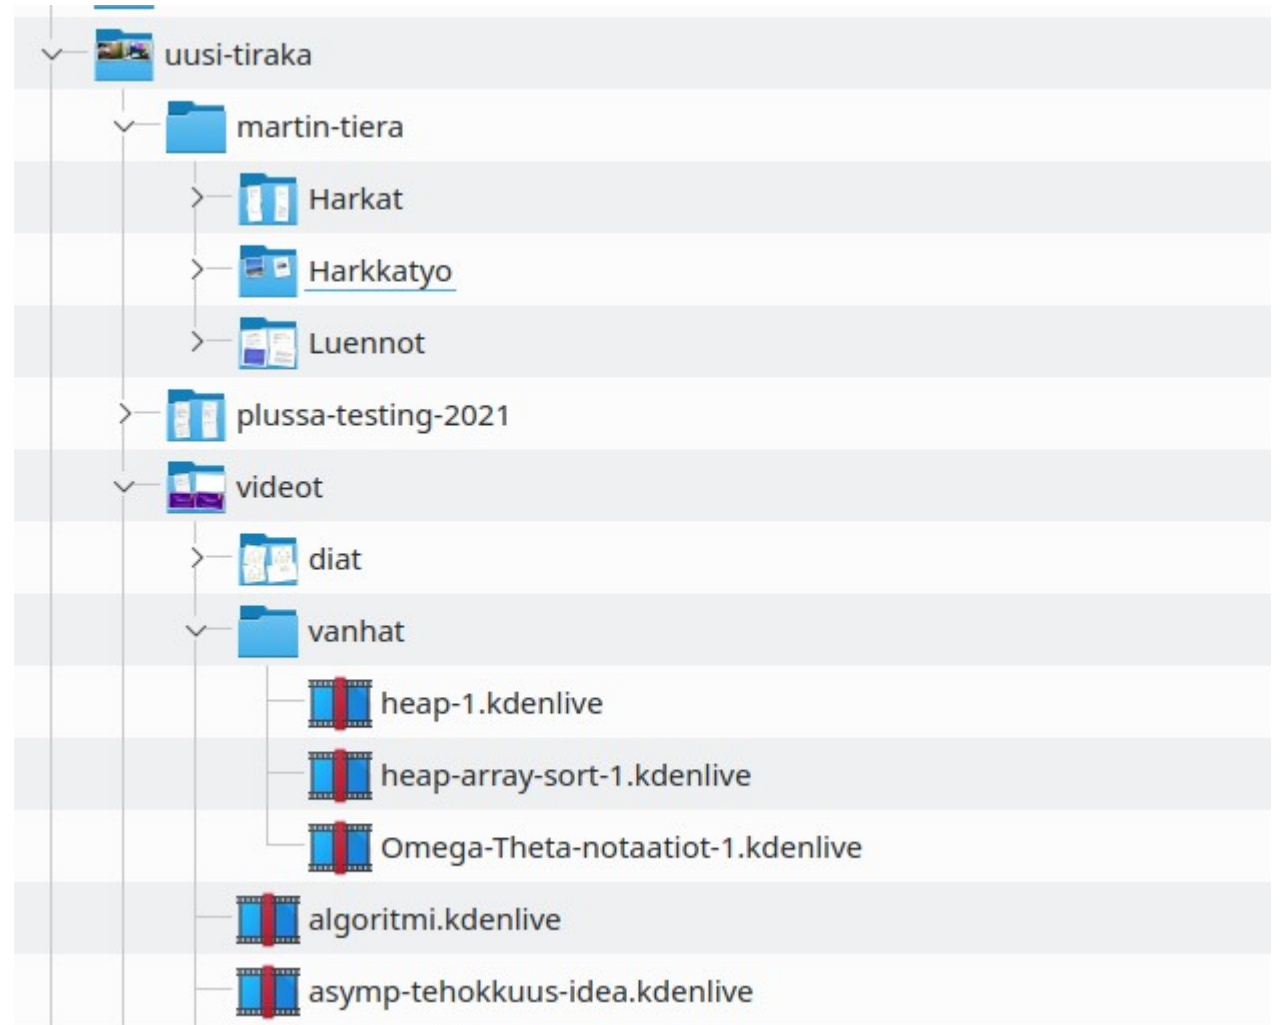 uusi-tiraka
martin-tiera
Harkat
Harkkatyo
Luennot
plussa-testing-2021
videot
diat
vanhat
heap-1.kdenlive
heap-array-sort-1.kdenlive
Omega-Theta-notaatiot-1.kdenlive
algoritmi.kdenlive
asymp-tehokkuus-idea.kdenlive